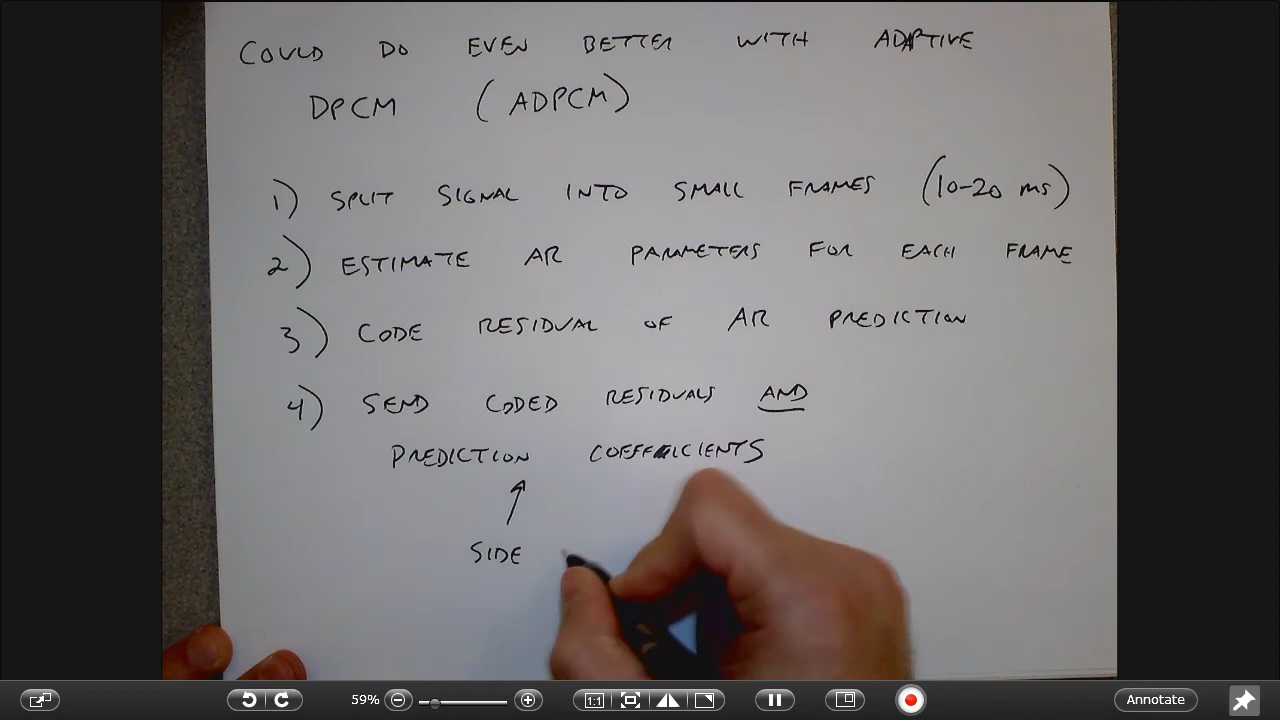 COULD DO EVEN BETTER WITH ADAPTIVE
DPCM (ADPCM)
1) SPLIT SIGNAL INTO SMALL FRAMES (10-20 ms)
2) ESTIMATE AR PARAMETERS FOR EACH FRAME
3) CODE RESIDUAL OF AR PREDICTION
4) SEND CODED RESIDUALS AND
PREDICTION COEFFICIENTS
SIDE
59%
1:1
Annotate